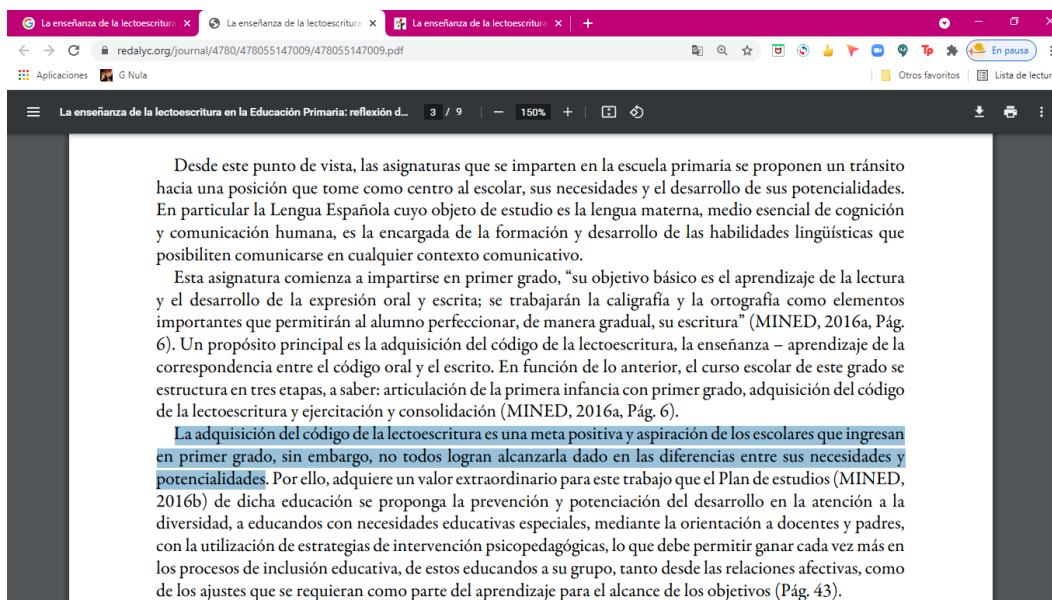 La enseñanza de la lectoescritura
La enseñanza de la lectoescritura
La enseñanza de la lectoescritura
redalyc.org/journal/4780/478055147009/478055147009.pdf
En pausa
Aplicaciones
G Nula
Otros favoritos
Lista de lectur
La enseñanza de la lectoescritura en la Educación Primaria: reflexión d...
3 / 9
150%
Desde este punto de vista, las asignaturas que se imparten en la escuela primaria se proponen un tránsito
hacia una posición que tome como centro al escolar, sus necesidades y el desarrollo de sus potencialidades.
En particular la Lengua Española cuyo objeto de estudio es la lengua materna, medio esencial de cognición
y comunicación humana, es la encargada de la formación y desarrollo de las habilidades lingüísticas que
posibiliten comunicarse en cualquier contexto comunicativo.
Esta asignatura comienza a impartirse en primer grado, “su objetivo básico es el aprendizaje de la lectura
y el desarrollo de la expresión oral y escrita; se trabajarán la caligrafía y la ortografía como elementos
importantes que permitirán al alumno perfeccionar, de manera gradual, su escritura” (MINED, 2016a, Pág.
6). Un propósito principal es la adquisición del código de la lectoescritura, la enseñanza – aprendizaje de la
correspondencia entre el código oral y el escrito. En función de lo anterior, el curso escolar de este grado se
estructura en tres etapas, a saber: articulación de la primera infancia con primer grado, adquisición del código
de la lectoescritura y ejercitación y consolidación (MINED, 2016a, Pág. 6).
La adquisición del código de la lectoescritura es una meta positiva y aspiración de los escolares que ingresan
en primer grado, sin embargo, no todos logran alcanzarla dado en las diferencias entre sus necesidades y
potencialidades. Por ello, adquiere un valor extraordinario para este trabajo que el Plan de estudios (MINED,
2016b) de dicha educación se proponga la prevención y potenciación del desarrollo en la atención a la
diversidad, a educandos con necesidades educativas especiales, mediante la orientación a docentes y padres,
con la utilización de estrategias de intervención psicopedagógicas, lo que debe permitir ganar cada vez más en
los procesos de inclusión educativa, de estos educandos a su grupo, tanto desde las relaciones afectivas, como
de los ajustes que se requieran como parte del aprendizaje para el alcance de los objetivos (Pág. 43).